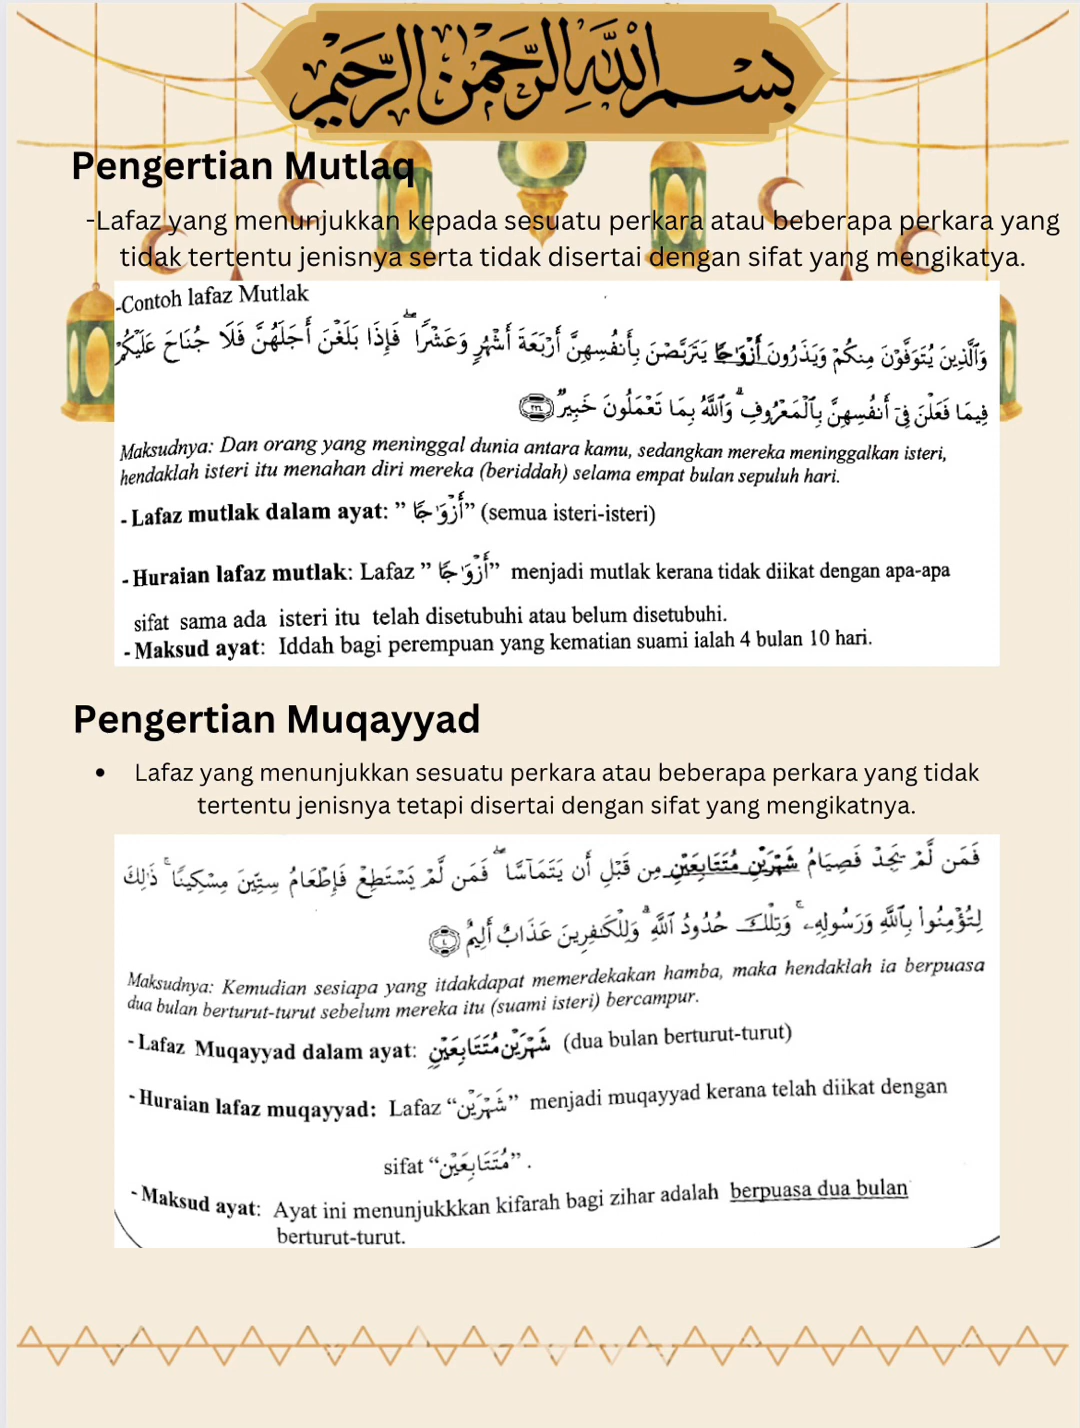 بسم الله الرحمن الرحيم
Pengertian Mutlaq
-Lafaz yang menunjukkan kepada sesuatu perkara atau beberapa perkara yang
tidak tertentu jenisnya serta tidak disertai dengan sifat yang mengikatya.
-Contoh lafaz Mutlak
وَٱلَّذِينَ يُتَوَفَّوْنَ مِنكُمْ وَيَذَرُونَ أَزْوَٰجًا يَتَرَبَّصْنَ بِأَنفُسِهِنَّ أَرْبَعَةَ أَشْهُرٍ وَعَشْرًا ۖ فَإِذَا بَلَغْنَ أَجَلَهُنَّ فَلَا جُنَاحَ عَلَيْكُمْ
فِيمَا فَعَلْنَ فِىٓ أَنفُسِهِنَّ بِٱلْمَعْرُوفِ ۗ وَٱللَّهُ بِمَا تَعْمَلُونَ خَبِيرٌ ٢٣٤
Maksudnya: Dan orang yang meninggal dunia antara kamu, sedangkan mereka meninggalkan isteri,
hendaklah isteri itu menahan diri mereka (beriddah) selama empat bulan sepuluh hari.
- Lafaz mutlak dalam ayat: ” أَزْوَٰجًا” (semua isteri-isteri)
- Huraian lafaz mutlak: Lafaz ” أَزْوَٰجًا” menjadi mutlak kerana tidak diikat dengan apa-apa
sifat sama ada isteri itu telah disetubuhi atau belum disetubuhi.
- Maksud ayat: Iddah bagi perempuan yang kematian suami ialah 4 bulan 10 hari.
Pengertian Muqayyad
• Lafaz yang menunjukkan sesuatu perkara atau beberapa perkara yang tidak
tertentu jenisnya tetapi disertai dengan sifat yang mengikatnya.
فَمَن لَّمْ يَجِدْ فَصِيَامُ شَهْرَيْنِ مُتَتَابِعَيْنِ مِن قَبْلِ أَن يَتَمَآسَّا ۖ فَمَن لَّمْ يَسْتَطِعْ فَإِطْعَامُ سِتِّينَ مِسْكِينًا ۚ ذَٰلِكَ
لِتُؤْمِنُوا۟ بِٱللَّهِ وَرَسُولِهِۦ ۚ وَتِلْكَ حُدُودُ ٱللَّهِ ۗ وَلِلْكَـٰفِرِينَ عَذَابٌ أَلِيمٌ ٤
Maksudnya: Kemudian sesiapa yang itdakdapat memerdekakan hamba, maka hendaklah ia berpuasa
dua bulan berturut-turut sebelum mereka itu (suami isteri) bercampur.
- Lafaz Muqayyad dalam ayat: شَهْرَيْنِ مُتَتَابِعَيْنِ (dua bulan berturut-turut)
- Huraian lafaz muqayyad: Lafaz “شَهْرَيْنِ” menjadi muqayyad kerana telah diikat dengan
sifat “مُتَتَابِعَيْنِ” .
- Maksud ayat: Ayat ini menunjukkkan kifarah bagi zihar adalah berpuasa dua bulan
berturut-turut.